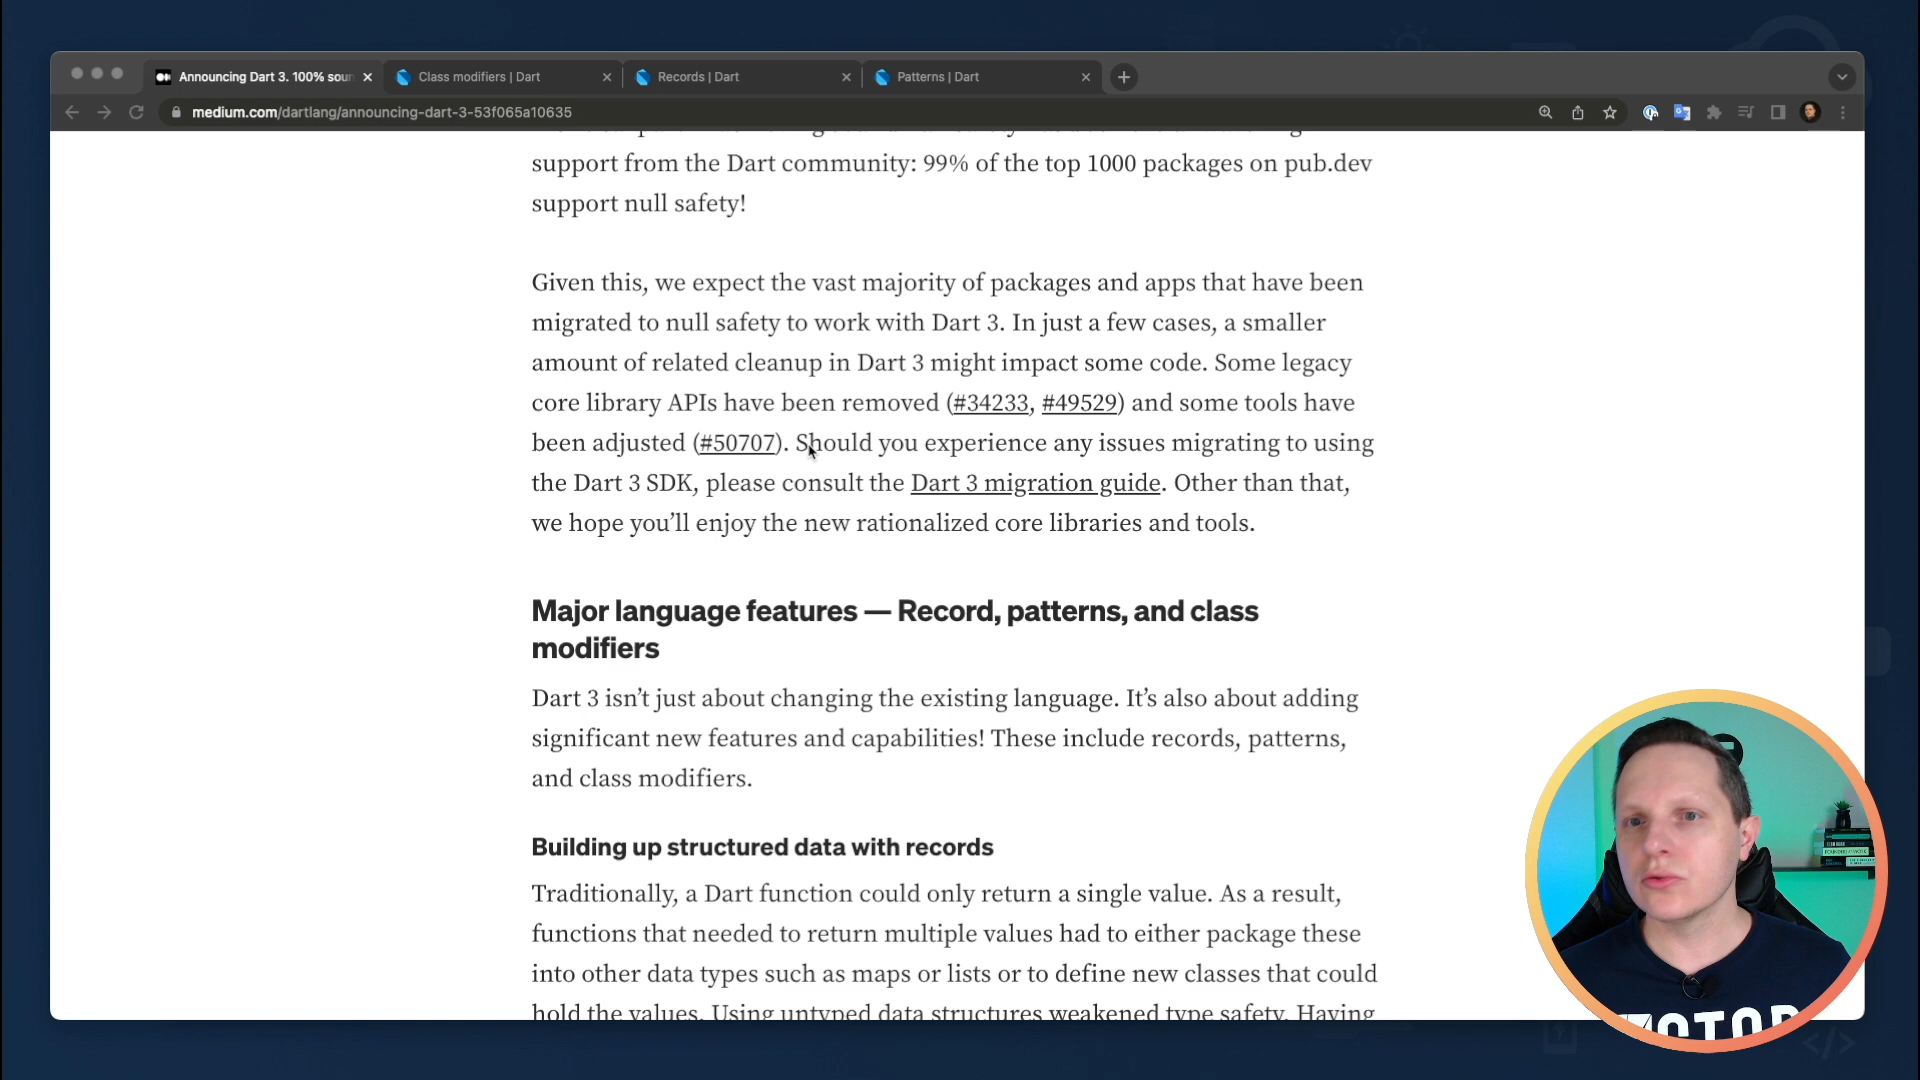 Announcing Dart 3. 100% soun
Class modifiers | Dart
Records | Dart
Patterns | Dart
medium.com/dartlang/announcing-dart-3-53f065a10635
support from the Dart community: 99% of the top 1000 packages on pub.dev
support null safety!
Given this, we expect the vast majority of packages and apps that have been
migrated to null safety to work with Dart 3. In just a few cases, a smaller
amount of related cleanup in Dart 3 might impact some code. Some legacy
core library APIs have been removed (#34233, #49529) and some tools have
been adjusted (#50707). Should you experience any issues migrating to using
the Dart 3 SDK, please consult the Dart 3 migration guide. Other than that,
we hope you’ll enjoy the new rationalized core libraries and tools.
Major language features — Record, patterns, and class
modifiers
Dart 3 isn’t just about changing the existing language. It’s also about adding
significant new features and capabilities! These include records, patterns,
and class modifiers.
Building up structured data with records
Traditionally, a Dart function could only return a single value. As a result,
functions that needed to return multiple values had to either package these
into other data types such as maps or lists or to define new classes that could
hold the values. Using untyped data structures weakened type safety. Having